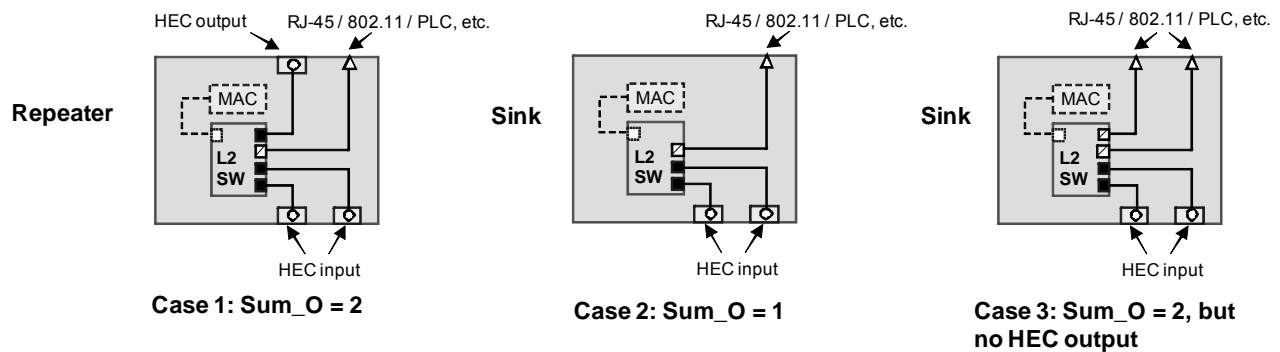 HEC output
RJ-45 / 802.11 / PLC, etc.
Repeater
MAC
L2
SW
HEC input
Case 1: Sum_O = 2
RJ-45 / 802.11 / PLC, etc.
Sink
MAC
L2
SW
HEC input
Case 2: Sum_O = 1
RJ-45 / 802.11 / PLC, etc.
Sink
MAC
L2
SW
HEC input
Case 3: Sum_O = 2, but
no HEC output